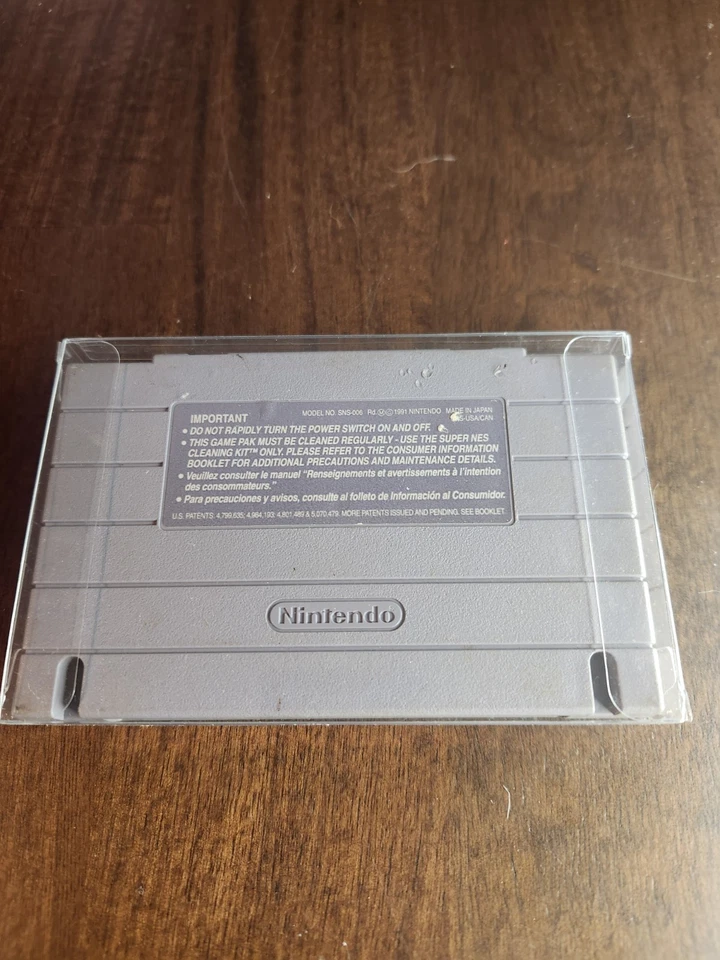 IMPORTANT MODEL NO. SNS-006 Pd. Ⓜ©1991 NINTENDO MADE IN JAPAN
S-USA/CAN
• DO NOT RAPIDLY TURN THE POWER SWITCH ON AND OFF.
• THIS GAME PAK MUST BE CLEANED REGULARLY - USE THE SUPER NES
CLEANING KIT™ ONLY. PLEASE REFER TO THE CONSUMER INFORMATION
BOOKLET FOR ADDITIONAL PRECAUTIONS AND MAINTENANCE DETAILS.
• Veuillez consulter le manuel "Renseignements et avertissements à l'intention
des consommateurs."
• Para precauciones y avisos, consulte al folleto de Información al Consumidor.
U.S. PATENTS: 4,799,635; 4,984,193; 4,801,489 & 5,070,479. MORE PATENTS ISSUED AND PENDING. SEE BOOKLET.
Nintendo